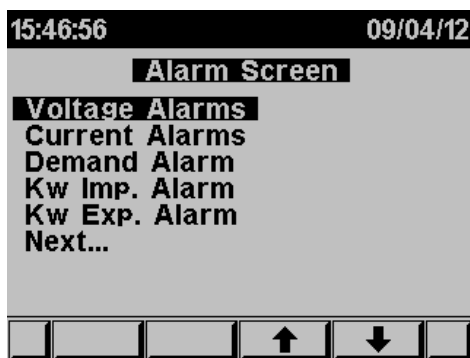 15:46:56 09/04/12
Alarm Screen
Voltage Alarms
Current Alarms
Demand Alarm
Kw Imp. Alarm
Kw Exp. Alarm
Next...